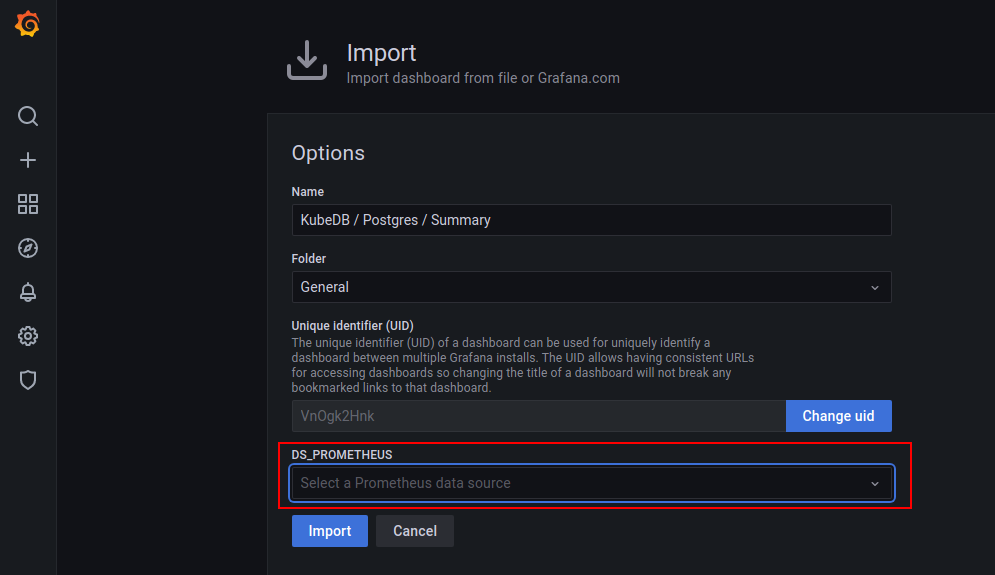 Import
Import dashboard from file or Grafana.com
Options
Name
KubeDB / Postgres / Summary
Folder
General
Unique identifier (UID)
The unique identifier (UID) of a dashboard can be used for uniquely identify a
dashboard between multiple Grafana installs. The UID allows having consistent URLs
for accessing dashboards so changing the title of a dashboard will not break any
bookmarked links to that dashboard.
VnOgk2Hnk
Change uid
DS_PROMETHEUS
Select a Prometheus data source
Import
Cancel